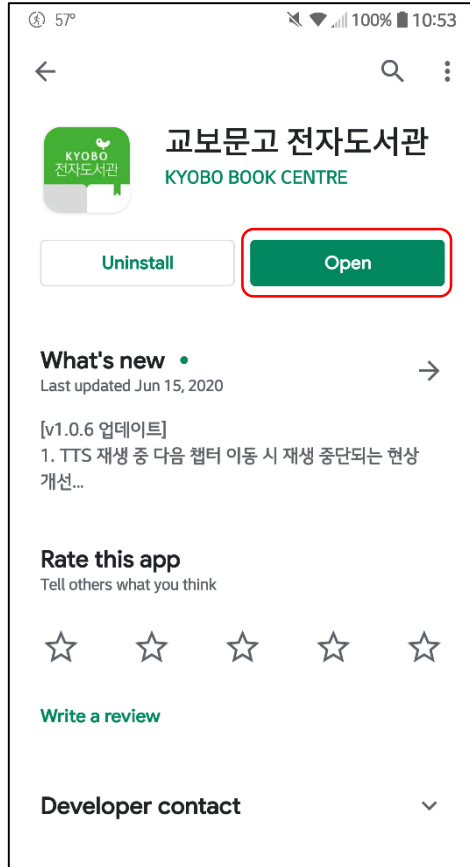 57° 100% 10:53
교보문고 전자도서관
KYOBO
전자도서관
KYOBO BOOK CENTRE
Uninstall Open
What's new
Last updated Jun 15, 2020
[v1.0.6 업데이트]
1. TTS 재생 중 다음 챕터 이동 시 재생 중단되는 현상
개선...
Rate this app
Tell others what you think
Write a review
Developer contact